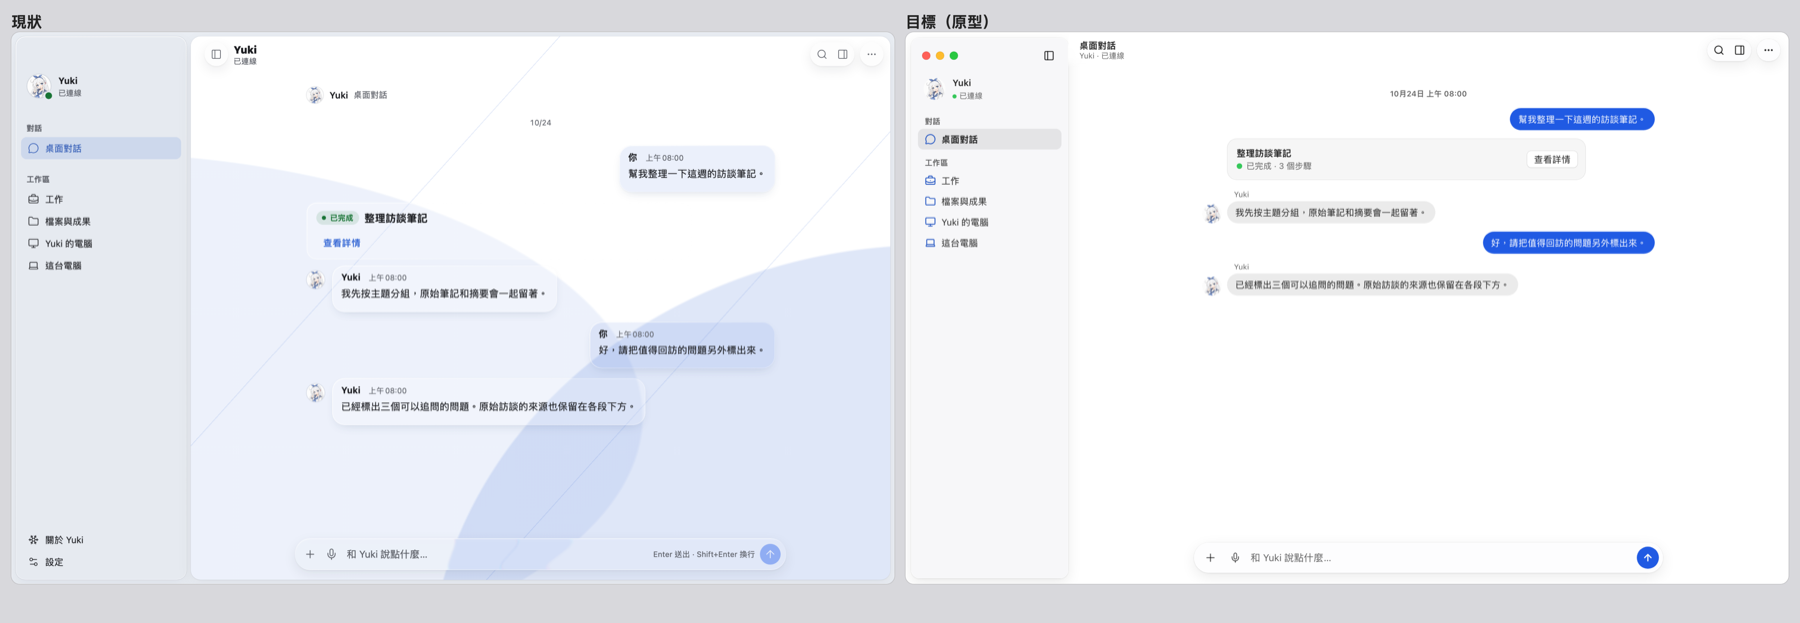 現狀
Yuki
已連線
對話
桌面對話
工作區
工作
檔案與成果
Yuki 的電腦
這台電腦
關於 Yuki
設定
Yuki
已連線
Yuki 桌面對話
10/24
你 上午08:00
幫我整理一下這週的訪談筆記。
已完成 整理訪談筆記
查看詳情
Yuki 上午08:00
我先按主題分組，原始筆記和摘要會一起留著。
你 上午08:00
好，請把值得回訪的問題另外標出來。
Yuki 上午08:00
已經標出三個可以追問的問題。原始訪談的來源也保留在各段下方。
和 Yuki 說點什麼…
Enter 送出 · Shift+Enter 換行
目標（原型）
Yuki
已連線
對話
桌面對話
工作區
工作
檔案與成果
Yuki 的電腦
這台電腦
桌面對話
Yuki · 已連線
10月24日 上午 08:00
幫我整理一下這週的訪談筆記。
整理訪談筆記
已完成 · 3 個步驟
查看詳情
Yuki
我先按主題分組，原始筆記和摘要會一起留著。
好，請把值得回訪的問題另外標出來。
Yuki
已經標出三個可以追問的問題。原始訪談的來源也保留在各段下方。
和 Yuki 說點什麼…